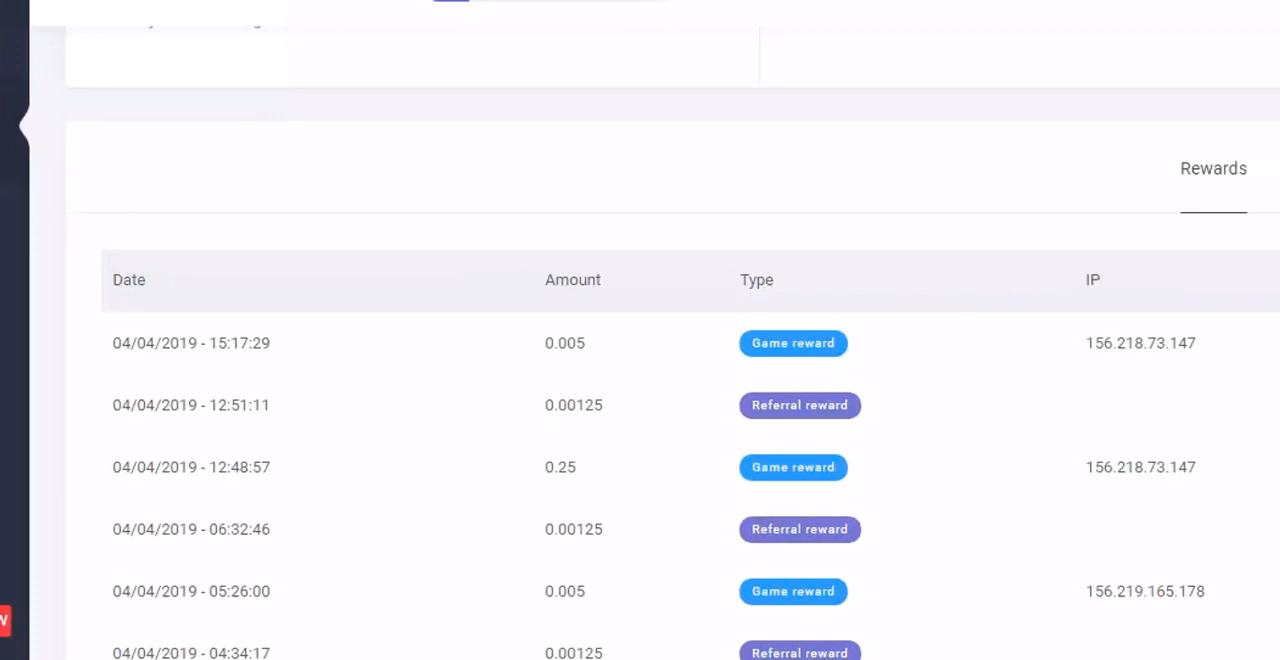 Rewards
Date Amount Type IP
04/04/2019 - 15:17:29 0.005 Game reward 156.218.73.147
04/04/2019 - 12:51:11 0.00125 Referral reward
04/04/2019 - 12:48:57 0.25 Game reward 156.218.73.147
04/04/2019 - 06:32:46 0.00125 Referral reward
04/04/2019 - 05:26:00 0.005 Game reward 156.219.165.178
04/04/2019 - 04:34:17 0.00125 Referral reward